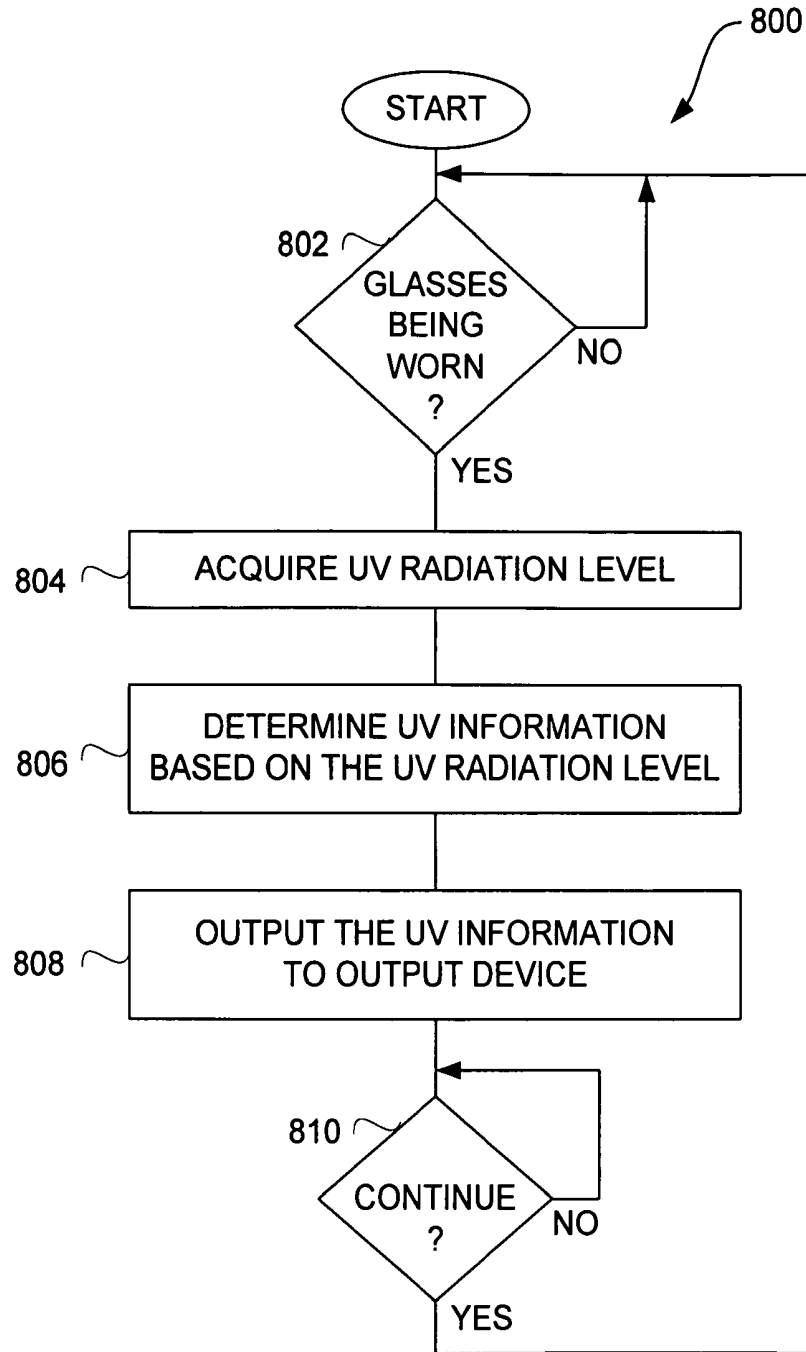 800
START
802
GLASSES
BEING
WORN
?
NO
YES
804
ACQUIRE UV RADIATION LEVEL
806
DETERMINE UV INFORMATION
BASED ON THE UV RADIATION LEVEL
808
OUTPUT THE UV INFORMATION
TO OUTPUT DEVICE
810
CONTINUE
?
NO
YES